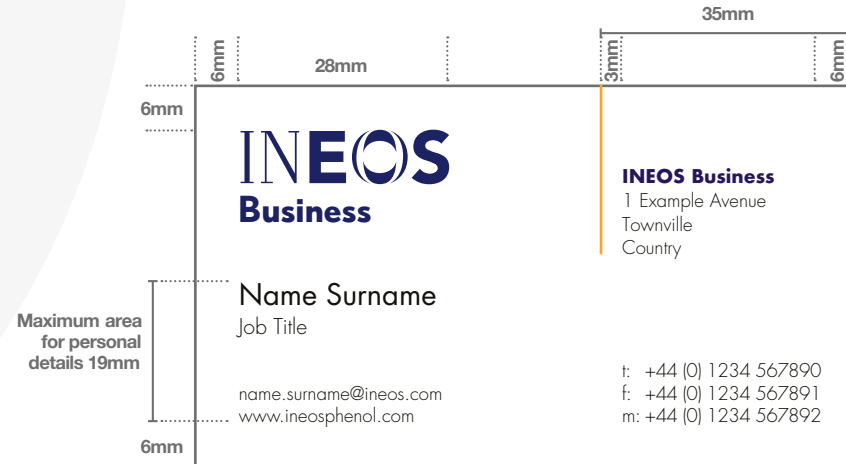 35mm
6mm
28mm
3mm
6mm
6mm
INEOS
Business
INEOS Business
1 Example Avenue
Townville
Country
Name Surname
Job Title
Maximum area
for personal
details 19mm
name.surname@ineos.com
www.ineosphenol.com
t: +44 (0) 1234 567890
f: +44 (0) 1234 567891
m: +44 (0) 1234 567892
6mm